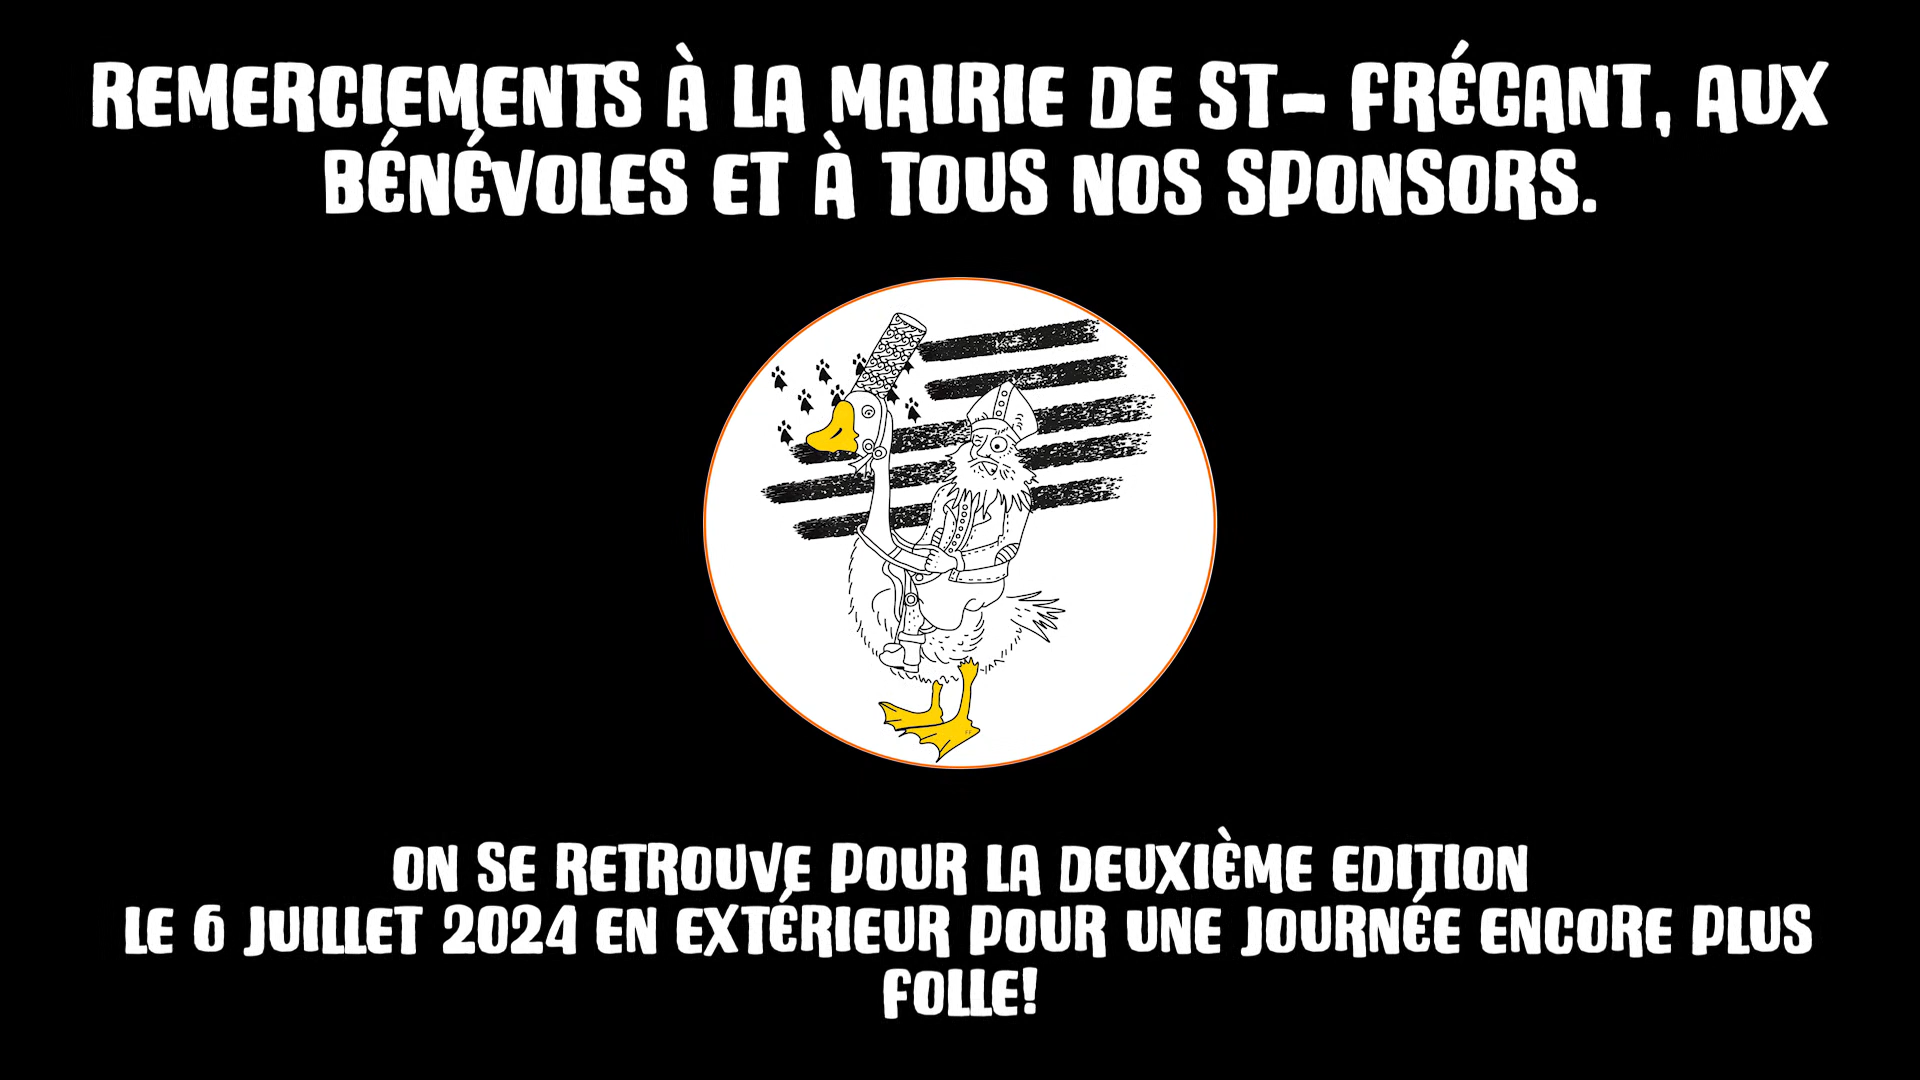 REMERCIEMENTS À LA MAIRIE DE ST- FRÉGANT, AUX
BÉNÉVOLES ET À TOUS NOS SPONSORS.
ON SE RETROUVE POUR LA DEUXIÈME EDITION
LE 6 JUILLET 2024 EN EXTÉRIEUR POUR UNE JOURNÉE ENCORE PLUS
FOLLE!